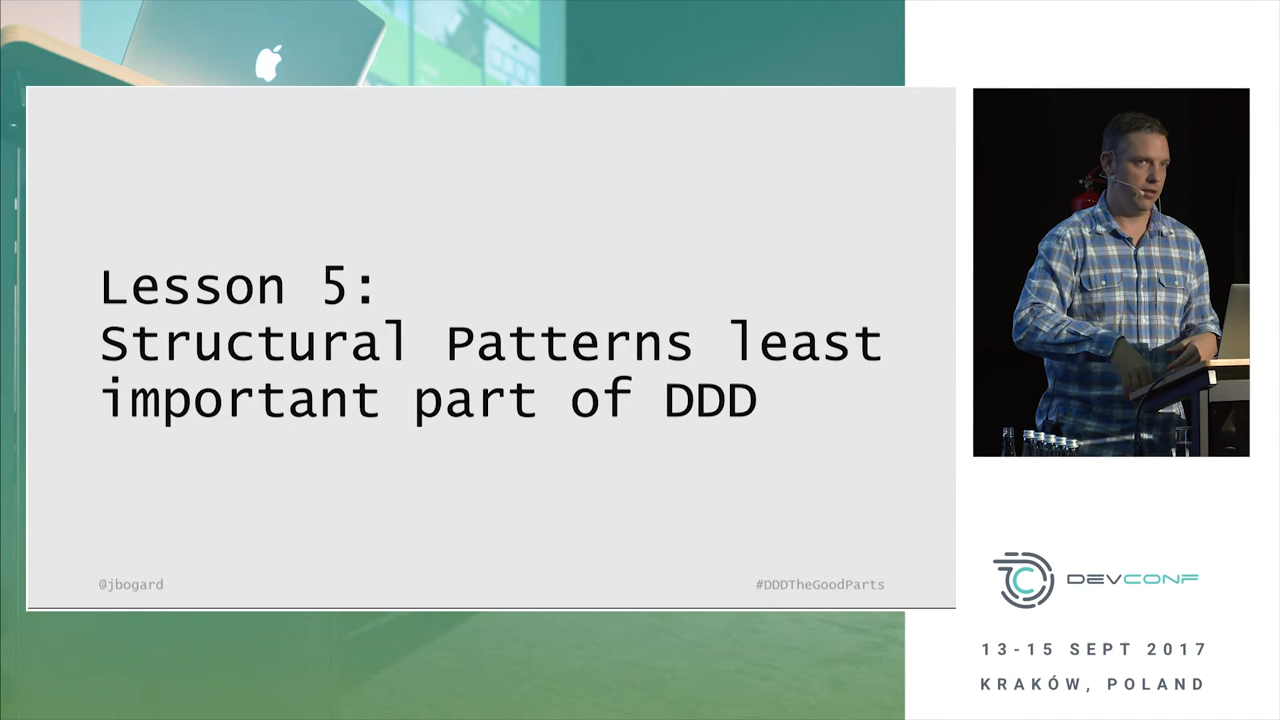 Lesson 5:
Structural Patterns least
important part of DDD
@jbogard
#DDDTheGoodParts
DEVCONF
13-15 SEPT 2017
KRAKÓW, POLAND